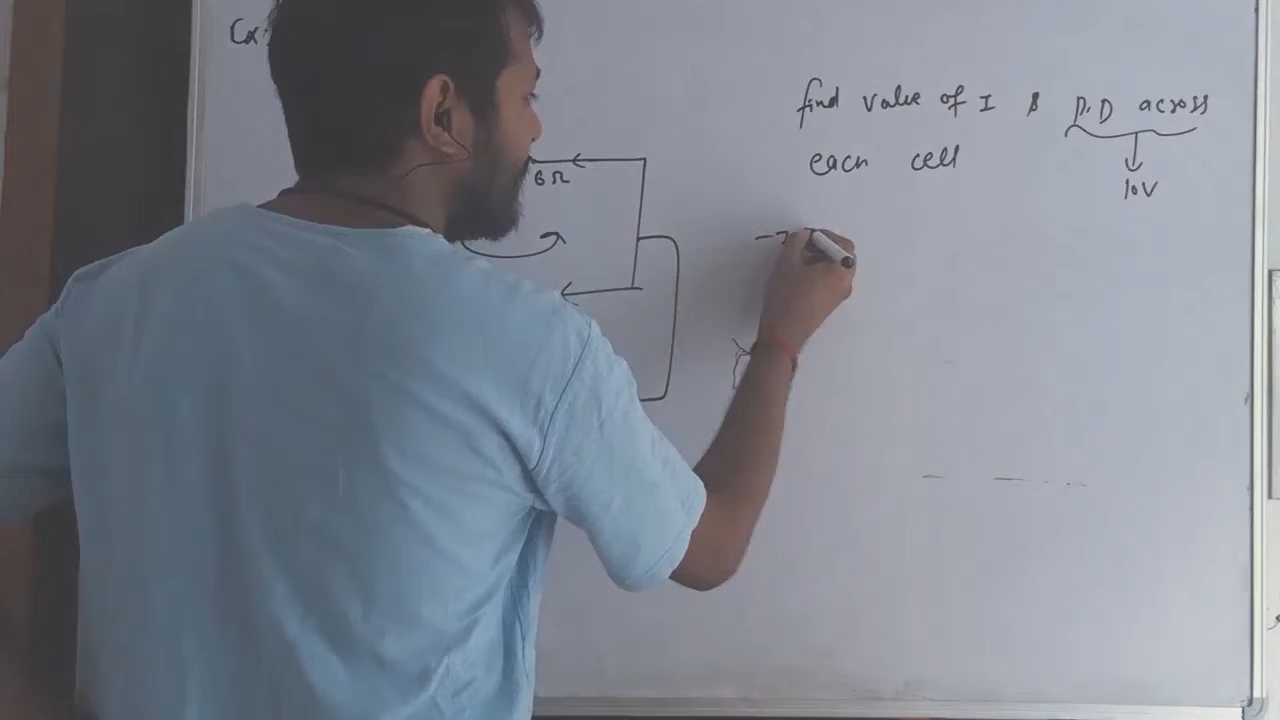 find value of I & P.D across
each cell
10V
6Ω